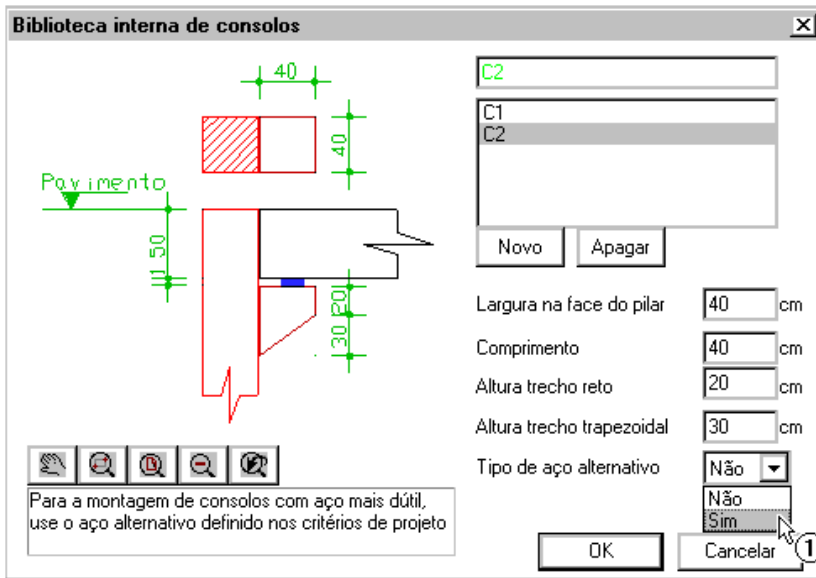 Biblioteca interna de consolos
40
40
Pavimento
50
1
20
30
C2
C1
C2
Novo
Apagar
Largura na face do pilar 40 cm
Comprimento 40 cm
Altura trecho reto 20 cm
Altura trecho trapezoidal 30 cm
Tipo de aço alternativo Não
Não
Sim
1
Para a montagem de consolos com aço mais dútil,
use o aço alternativo definido nos critérios de projeto
OK
Cancelar